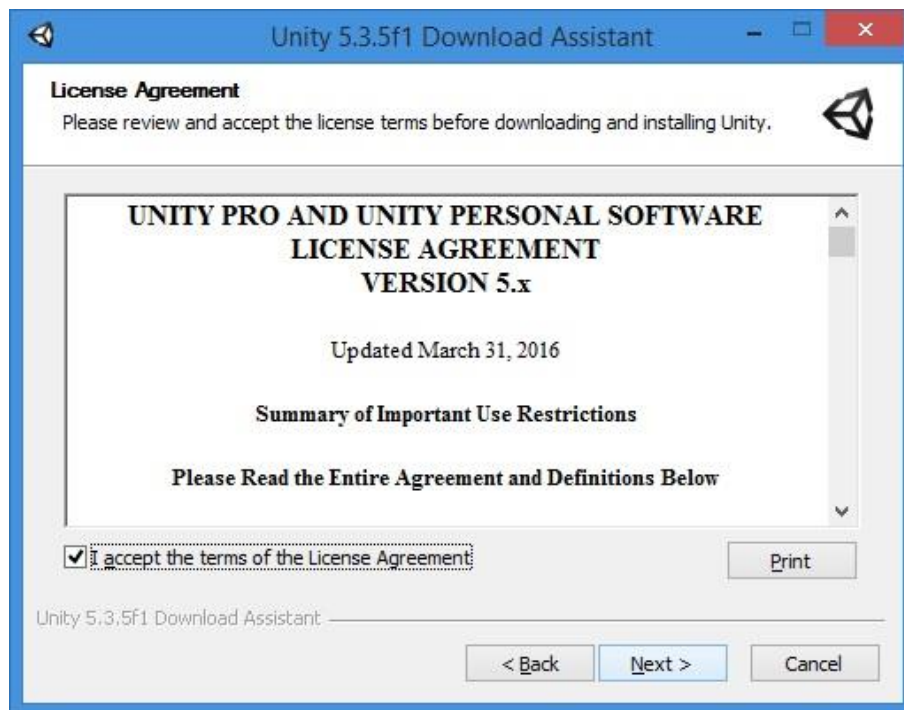 Unity 5.3.5f1 Download Assistant
License Agreement
Please review and accept the license terms before downloading and installing Unity.
UNITY PRO AND UNITY PERSONAL SOFTWARE
LICENSE AGREEMENT
VERSION 5.x
Updated March 31, 2016
Summary of Important Use Restrictions
Please Read the Entire Agreement and Definitions Below
I accept the terms of the License Agreement
Print
Unity 5.3.5f1 Download Assistant
< Back Next > Cancel